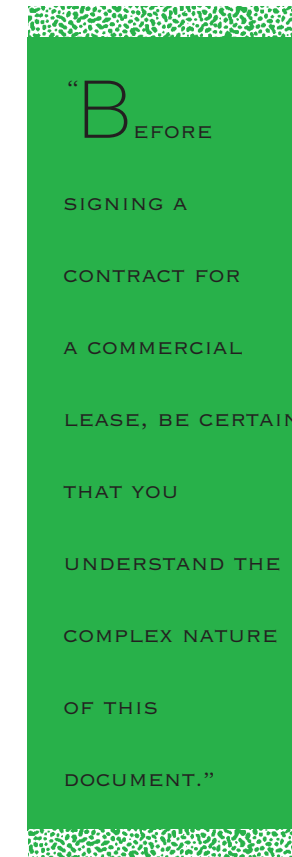 “BEFORE
SIGNING A
CONTRACT FOR
A COMMERCIAL
LEASE, BE CERTAIN
THAT YOU
UNDERSTAND THE
COMPLEX NATURE
OF THIS
DOCUMENT.”